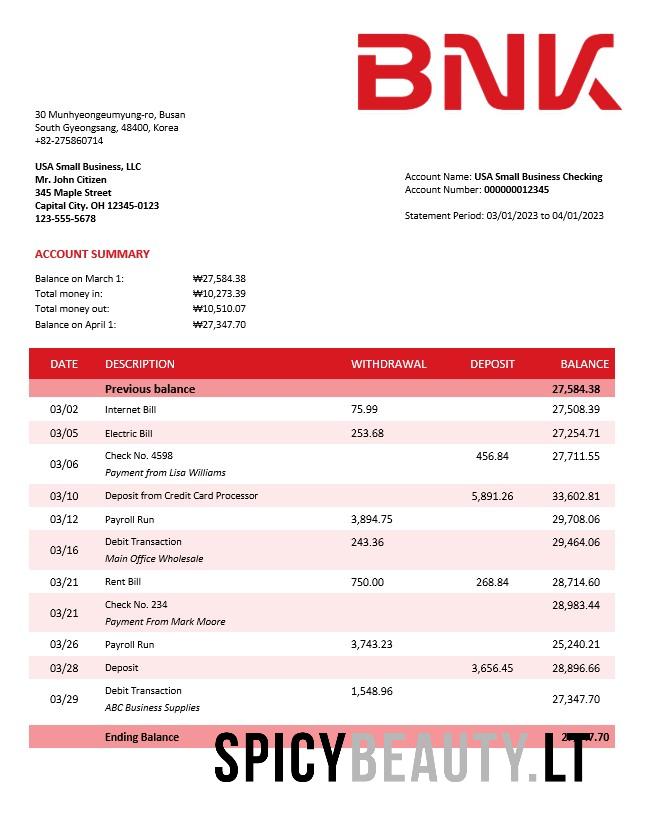 BNK
30 Munhyeongeumyung-ro, Busan
South Gyeongsang, 48400, Korea
+82-275860714
USA Small Business, LLC
Mr. John Citizen
345 Maple Street
Capital City. OH 12345-0123
123-555-5678
Account Name: USA Small Business Checking
Account Number: 000000012345
Statement Period: 03/01/2023 to 04/01/2023
ACCOUNT SUMMARY
Balance on March 1: ₩27,584.38
Total money in: ₩10,273.39
Total money out: ₩10,510.07
Balance on April 1: ₩27,347.70
DATE DESCRIPTION WITHDRAWAL DEPOSIT BALANCE
Previous balance 27,584.38
03/02 Internet Bill 75.99 27,508.39
03/05 Electric Bill 253.68 27,254.71
03/06 Check No. 4598 456.84 27,711.55
Payment from Lisa Williams
03/10 Deposit from Credit Card Processor 5,891.26 33,602.81
03/12 Payroll Run 3,894.75 29,708.06
03/16 Debit Transaction 243.36 29,464.06
Main Office Wholesale
03/21 Rent Bill 750.00 268.84 28,714.60
03/21 Check No. 234 28,983.44
Payment From Mark Moore
03/26 Payroll Run 3,743.23 25,240.21
03/28 Deposit 3,656.45 28,896.66
03/29 Debit Transaction 1,548.96 27,347.70
ABC Business Supplies
Ending Balance
SPICYBEAUTY.LT